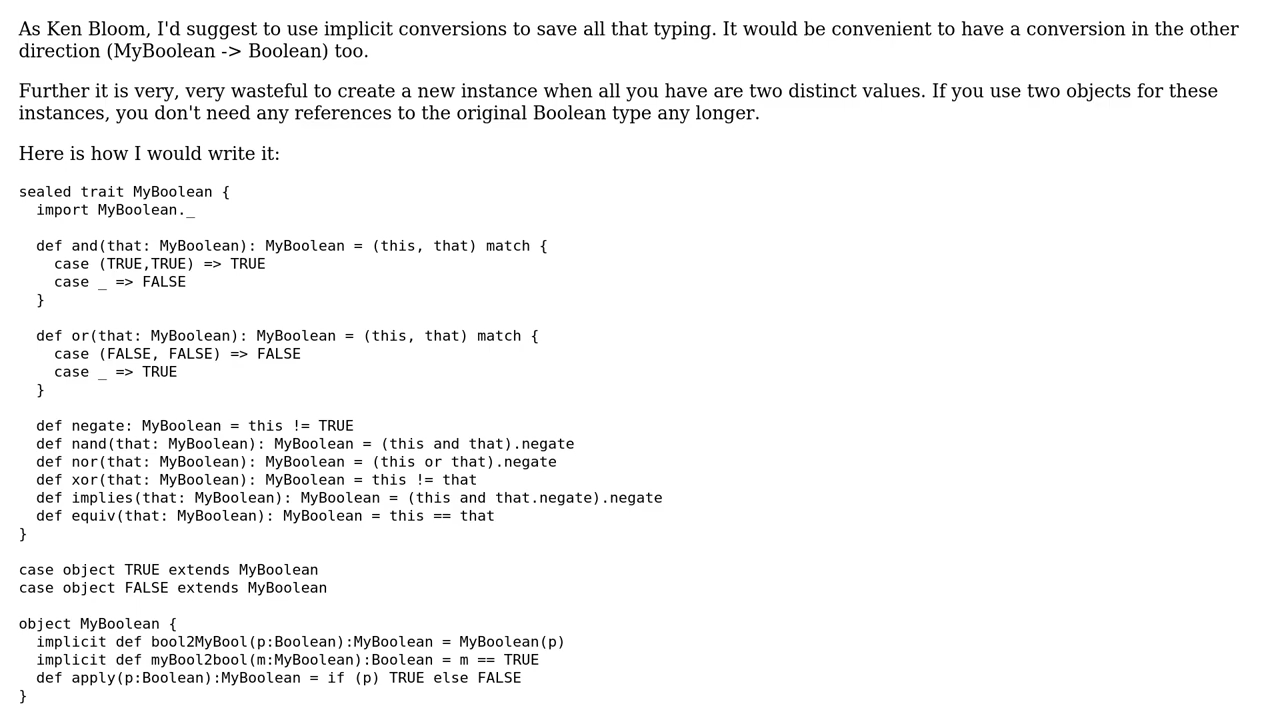 As Ken Bloom, I'd suggest to use implicit conversions to save all that typing. It would be convenient to have a conversion in the other
direction (MyBoolean -> Boolean) too.
Further it is very, very wasteful to create a new instance when all you have are two distinct values. If you use two objects for these
instances, you don't need any references to the original Boolean type any longer.
Here is how I would write it:
sealed trait MyBoolean {
  import MyBoolean._

  def and(that: MyBoolean): MyBoolean = (this, that) match {
    case (TRUE,TRUE) => TRUE
    case _ => FALSE
  }

  def or(that: MyBoolean): MyBoolean = (this, that) match {
    case (FALSE, FALSE) => FALSE
    case _ => TRUE
  }

  def negate: MyBoolean = this != TRUE
  def nand(that: MyBoolean): MyBoolean = (this and that).negate
  def nor(that: MyBoolean): MyBoolean = (this or that).negate
  def xor(that: MyBoolean): MyBoolean = this != that
  def implies(that: MyBoolean): MyBoolean = (this and that.negate).negate
  def equiv(that: MyBoolean): MyBoolean = this == that
}

case object TRUE extends MyBoolean
case object FALSE extends MyBoolean

object MyBoolean {
  implicit def bool2MyBool(p:Boolean):MyBoolean = MyBoolean(p)
  implicit def myBool2bool(m:MyBoolean):Boolean = m == TRUE
  def apply(p:Boolean):MyBoolean = if (p) TRUE else FALSE
}